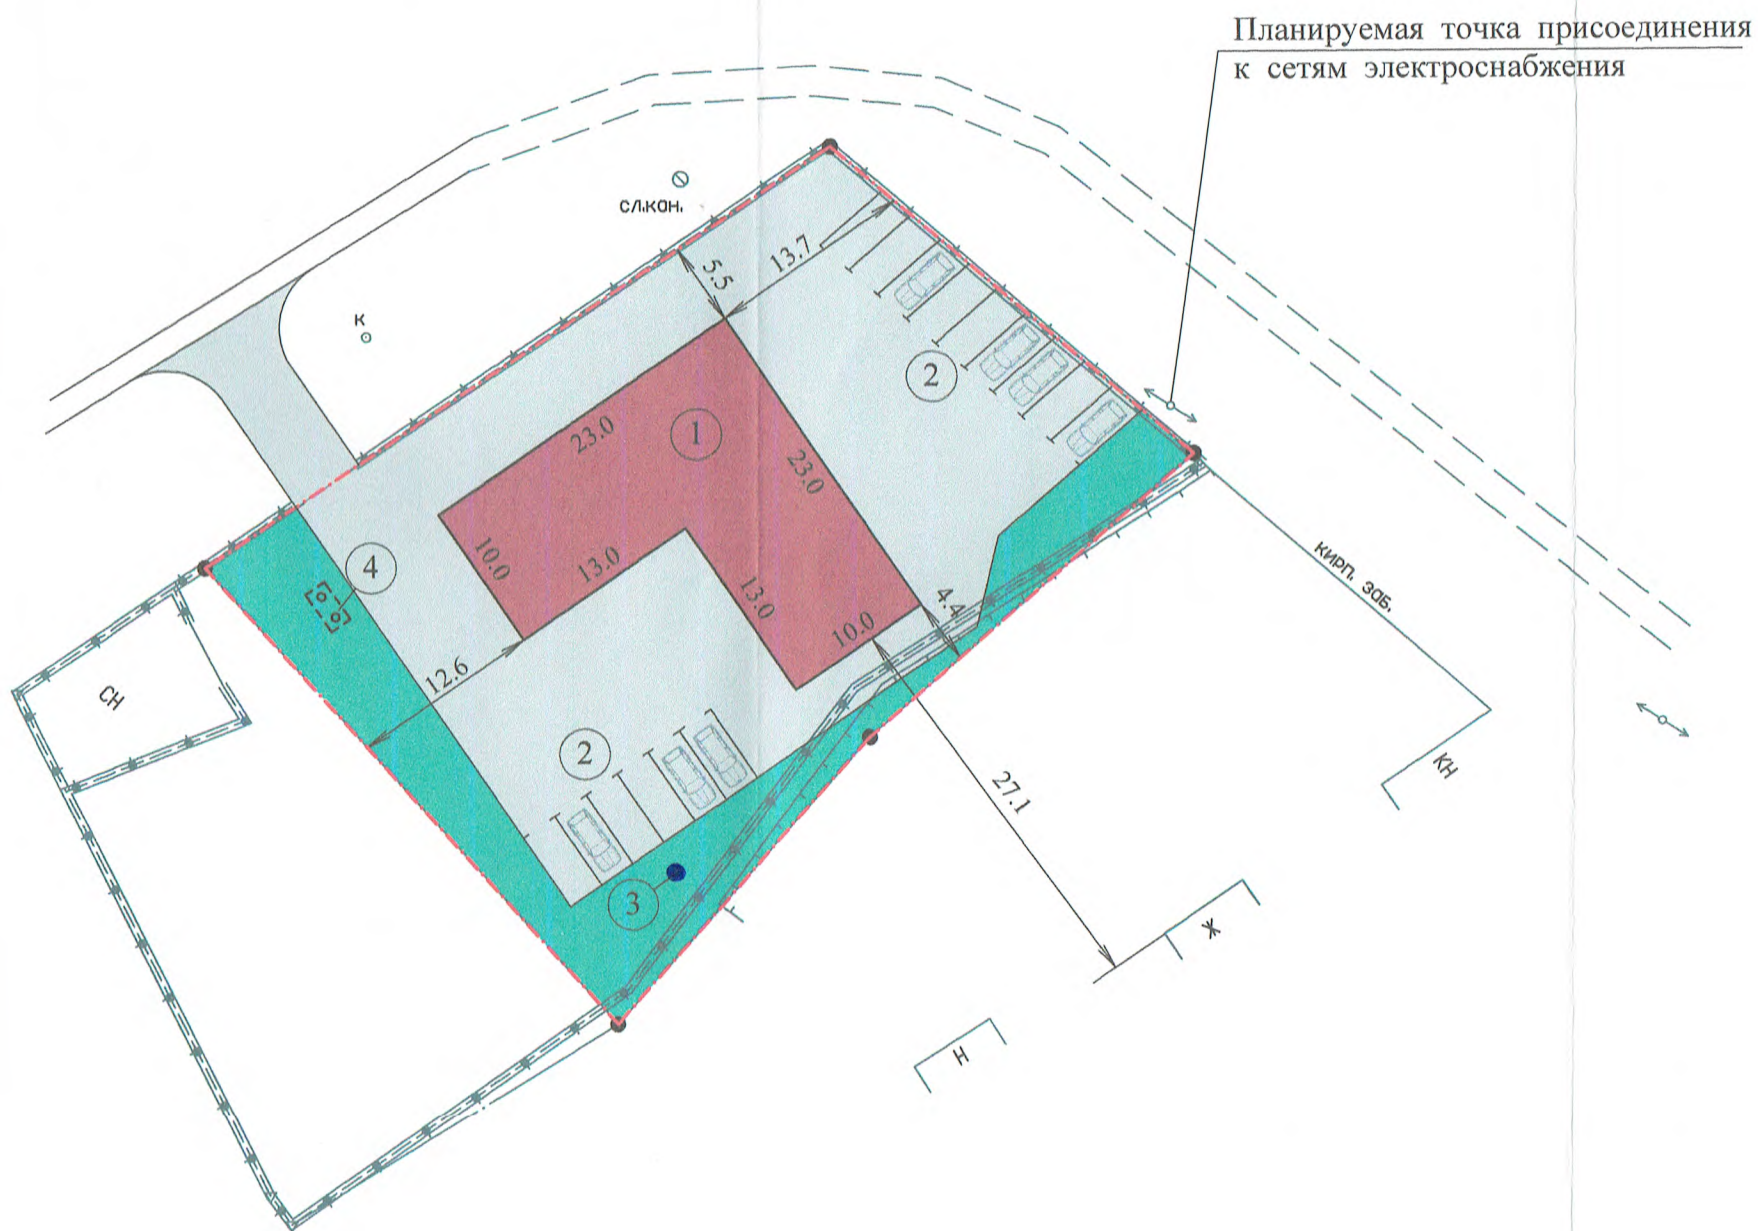 Планируемая точка присоединения
к сетям электроснабжения
сл.кан.
к
5.5
13.7
2
23.0
1
23.0
10.0
13.0
13.0
10.0
4.4
4
12.6
СН
2
3
кирп. заб.
КН
27.1
Ж
Н